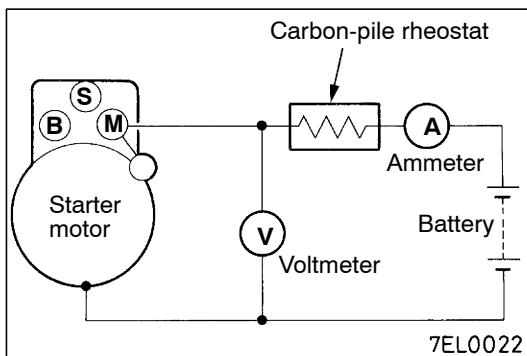 Carbon-pile rheostat
S
B
M
A
Ammeter
Starter
motor
V
Battery
Voltmeter
7EL0022